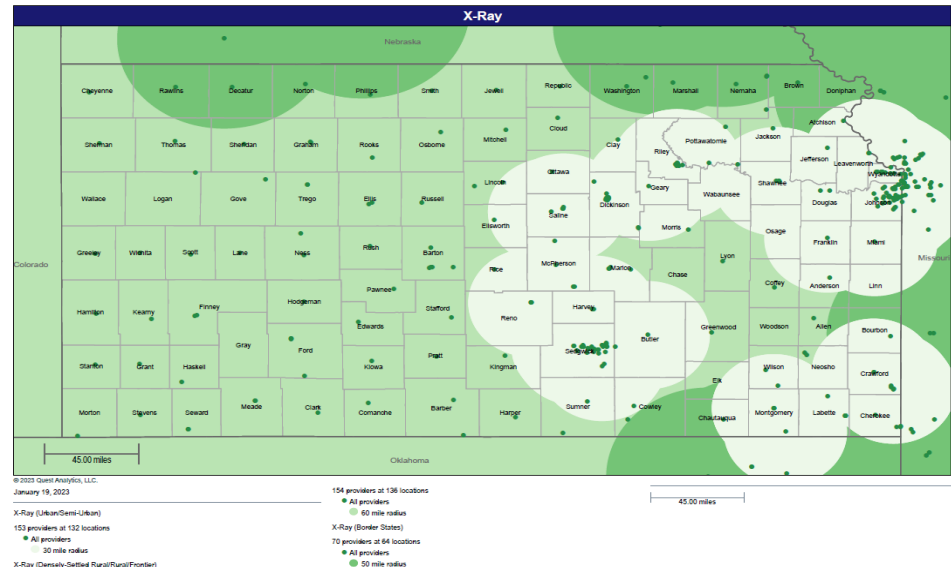 X-Ray
Nebraska
Cheyenne
Rawlins
Decatur
Norton
Phillips
Smith
Jewell
Republic
Washington
Marshall
Nemaha
Brown
Doniphan
Sherman
Thomas
Sheridan
Graham
Rooks
Osborne
Mitchell
Cloud
Clay
Riley
Pottawatomie
Jackson
Atchison
Jefferson
Leavenworth
Wyandotte
Wallace
Logan
Gove
Trego
Ellis
Russell
Lincoln
Ottawa
Saline
Dickinson
Geary
Wabaunsee
Shawnee
Douglas
Johnson
Ellsworth
Morris
Osage
Colorado
Greeley
Wichita
Scott
Lane
Ness
Rush
Barton
Rice
McPherson
Marion
Chase
Lyon
Franklin
Miami
Missouri
Hamilton
Kearny
Finney
Hodgeman
Pawnee
Stafford
Reno
Harvey
Coffey
Anderson
Linn
Gray
Ford
Edwards
Sedgwick
Butler
Greenwood
Woodson
Allen
Bourbon
Stanton
Grant
Haskell
Kiowa
Pratt
Kingman
Elk
Wilson
Neosho
Crawford
Morton
Stevens
Seward
Meade
Clark
Comanche
Barber
Harper
Sumner
Cowley
Chautauqua
Montgomery
Labette
Cherokee
45.00 miles
Oklahoma
© 2023 Quest Analytics, LLC.
January 19, 2023
X-Ray (Urban/Semi-Urban)
153 providers at 132 locations
All providers
30 mile radius
X-Ray (Densely-Settled Rural/Rural/Frontier)
154 providers at 136 locations
All providers
60 mile radius
X-Ray (Border States)
70 providers at 64 locations
All providers
50 mile radius
45.00 miles